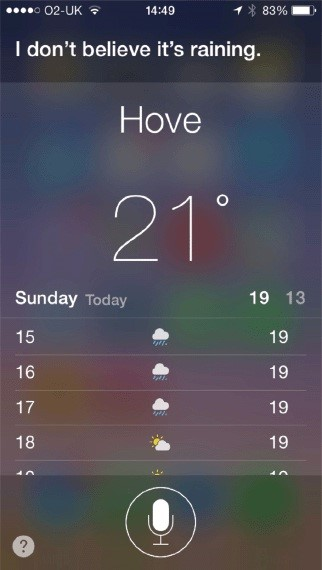 O2-UK 14:49 83%
I don't believe it's raining.
Hove
21°
Sunday Today 19 13
15 19
16 19
17 19
18 19
?